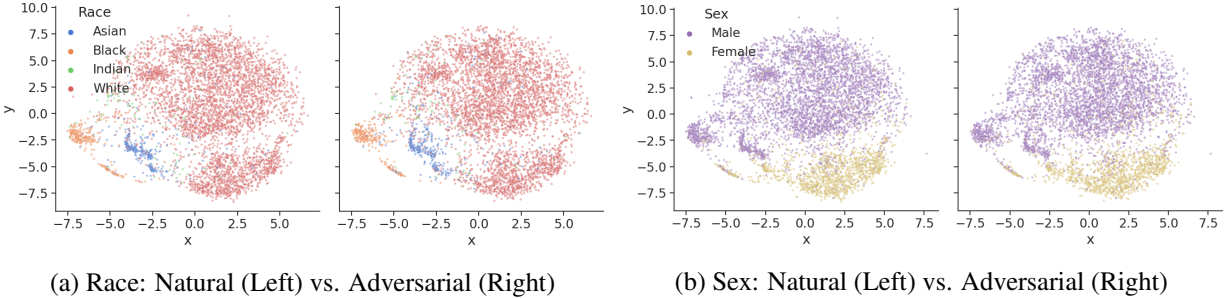 Race
Asian
Black
Indian
White
10.0
7.5
5.0
2.5
0.0
−2.5
−5.0
−7.5
y
−7.5 −5.0 −2.5 0.0 2.5 5.0
x
−7.5 −5.0 −2.5 0.0 2.5 5.0
x
Sex
Male
Female
10.0
7.5
5.0
2.5
0.0
−2.5
−5.0
−7.5
y
−7.5 −5.0 −2.5 0.0 2.5 5.0 7.5
x
−7.5 −5.0 −2.5 0.0 2.5 5.0 7.5
x
(a) Race: Natural (Left) vs. Adversarial (Right)
(b) Sex: Natural (Left) vs. Adversarial (Right)